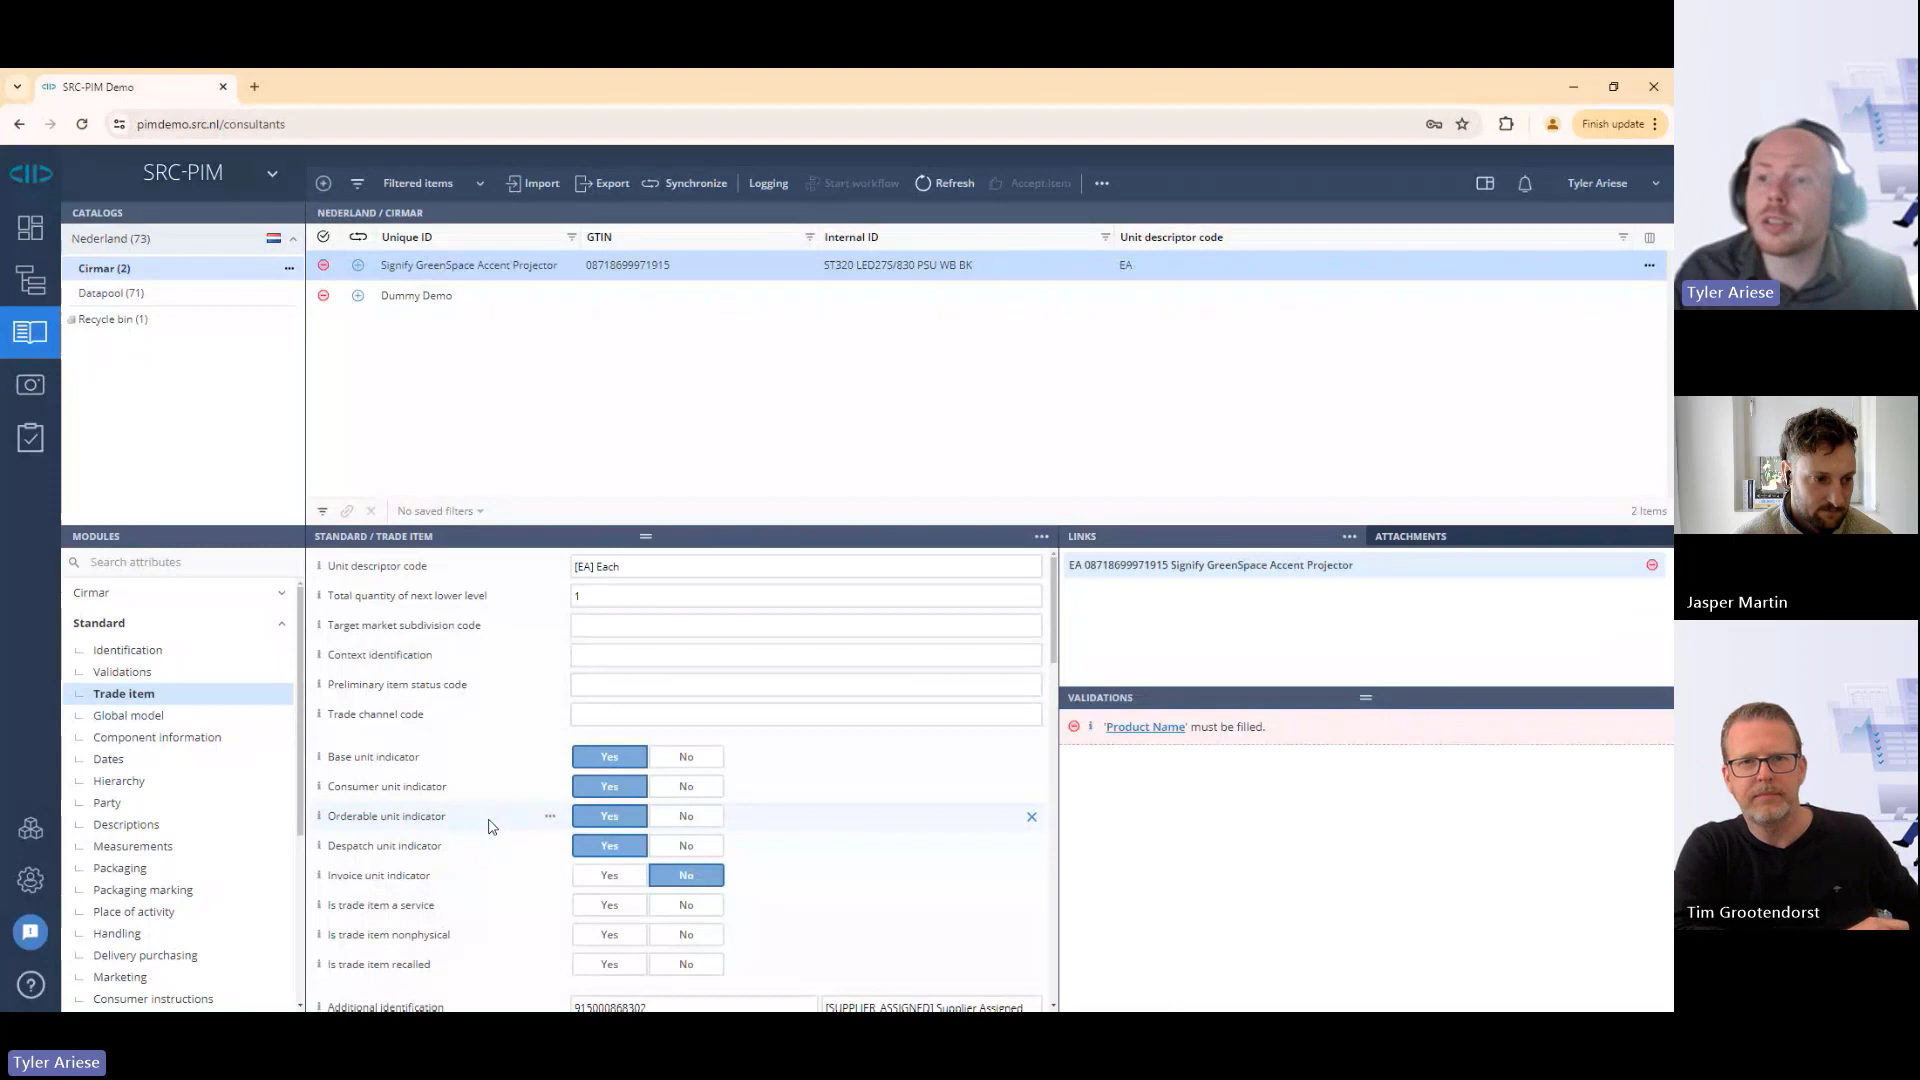 SRC-PIM Demo
pimdemo.src.nl/consultants
Finish update
SRC-PIM
Filtered items
Import
Export
Synchronize
Logging
Start workflow
Refresh
Accept item
Tyler Ariese
CATALOGS
Nederland (73)
Cirmar (2)
Datapool (71)
Recycle bin (1)
NEDERLAND / CIRMAR
Unique ID
GTIN
Internal ID
Unit descriptor code
Signify GreenSpace Accent Projector
08718699971915
ST320 LED27S/830 PSU WB BK
EA
Dummy Demo
No saved filters
2 Items
MODULES
Search attributes
Cirmar
Standard
Identification
Validations
Trade item
Global model
Component information
Dates
Hierarchy
Party
Descriptions
Measurements
Packaging
Packaging marking
Place of activity
Handling
Delivery purchasing
Marketing
Consumer instructions
STANDARD / TRADE ITEM
Unit descriptor code
[EA] Each
Total quantity of next lower level
1
Target market subdivision code
Context identification
Preliminary item status code
Trade channel code
Base unit indicator
Yes
No
Consumer unit indicator
Yes
No
Orderable unit indicator
Yes
No
Despatch unit indicator
Yes
No
Invoice unit indicator
Yes
No
Is trade item a service
Yes
No
Is trade item nonphysical
Yes
No
Is trade item recalled
Yes
No
Additional identification
915000868302
[SUPPLIER_ASSIGNED] Supplier Assigned
LINKS
ATTACHMENTS
EA 08718699971915 Signify GreenSpace Accent Projector
VALIDATIONS
'Product Name' must be filled.
Tyler Ariese
Jasper Martin
Tim Grootendorst
Tyler Ariese